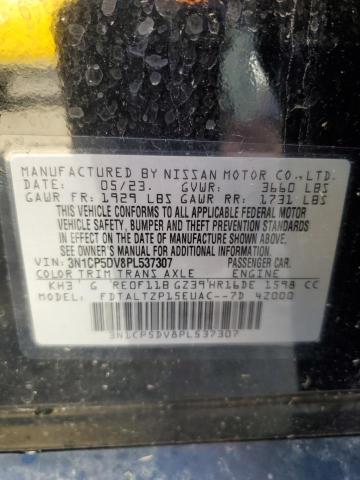 MANUFACTURED BY NISSAN MOTOR CO.,LTD.
DATE: 05/23. GVWR: 3660 LBS
GAWR FR: 1929 LBS GAWR RR: 1731 LBS
THIS VEHICLE CONFORMS TO ALL APPLICABLE FEDERAL MOTOR
VEHICLE SAFETY, BUMPER AND THEFT PREVENTION STANDARDS
IN EFFECT ON THE DATE OF MANUFACTURE SHOWN ABOVE.
SEE OWNER'S MANUAL FOR ADDITIONAL INFORMATION.
VIN: 3N1CP5DV8PL537307 PASSENGER CAR.
COLOR TRIM TRANS AXLE ENGINE
KH3 G RE0F11B GZ39 HR16DE 1598 CC
MODEL: FDTALTZP15EUAC--7D 4Z000
3N1CP5DV8PL537307